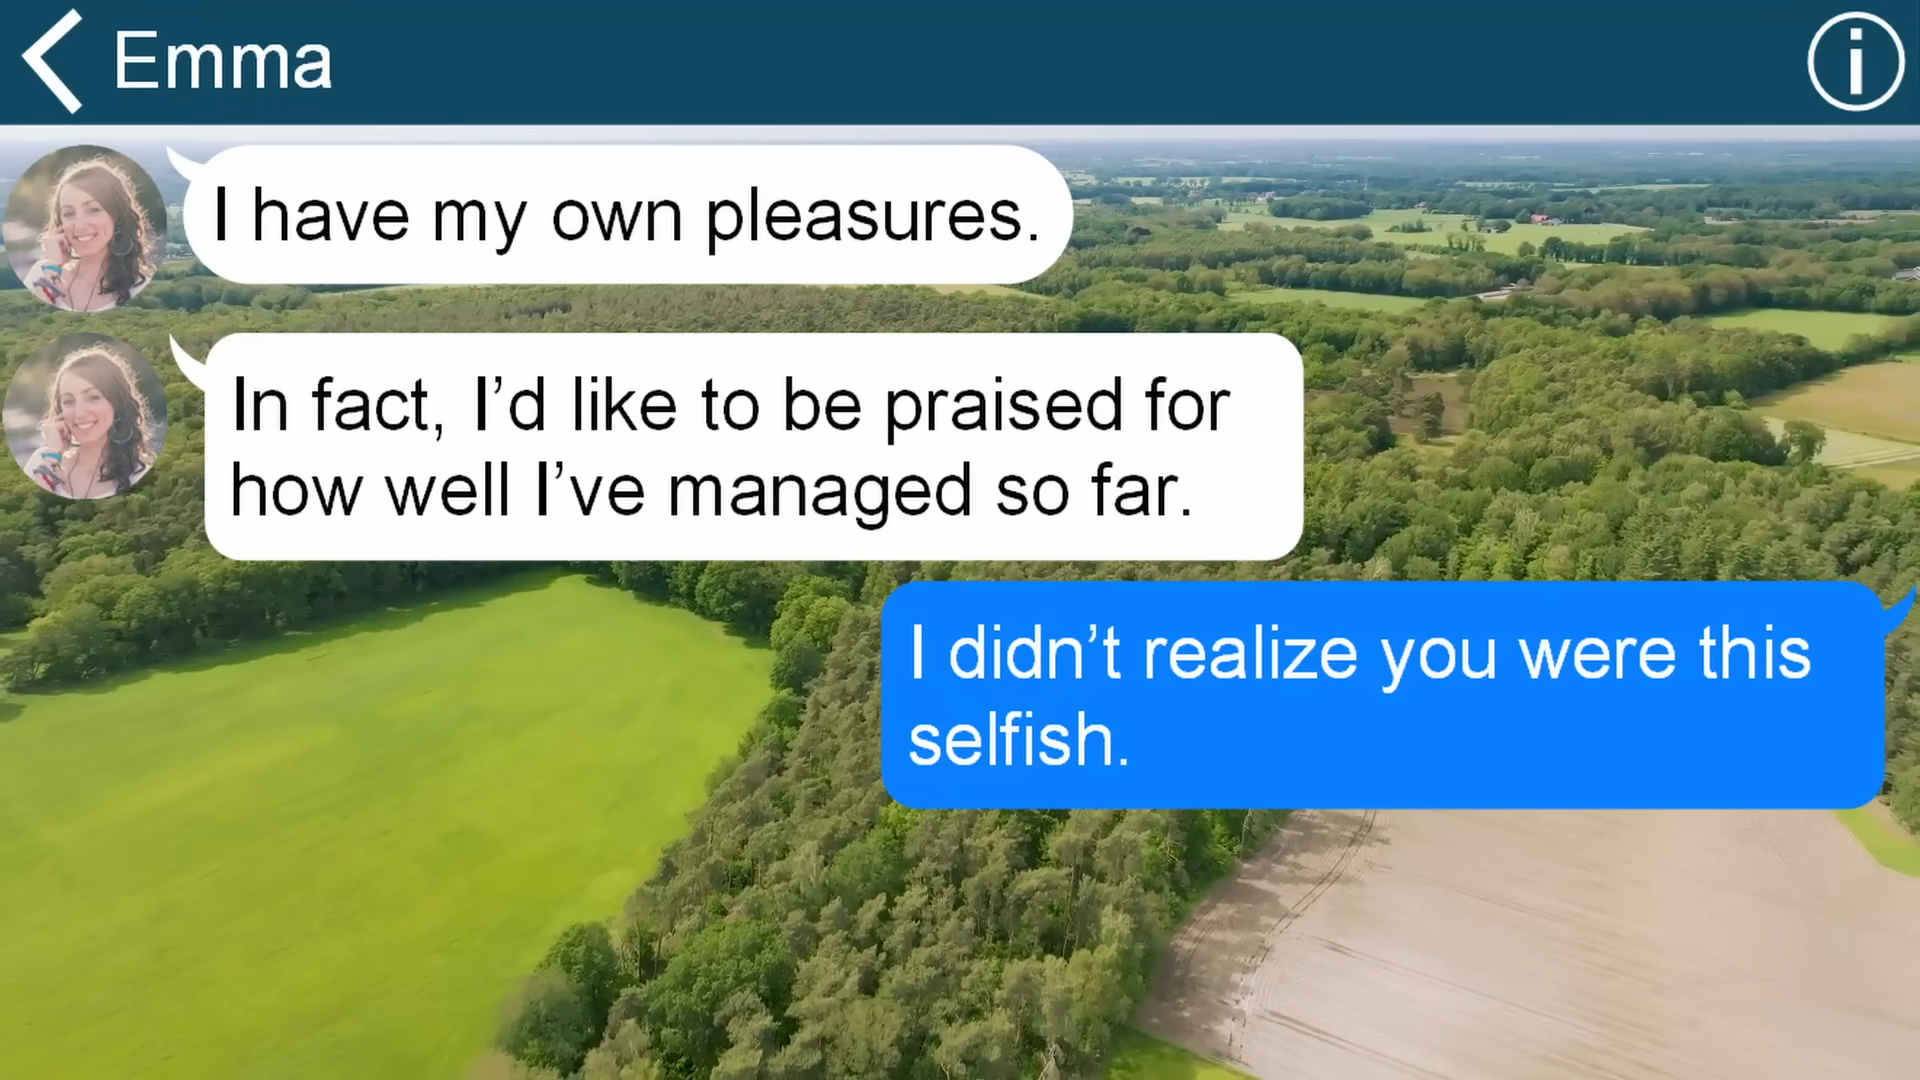 Emma
I have my own pleasures.
In fact, I’d like to be praised for
how well I’ve managed so far.
I didn’t realize you were this
selfish.